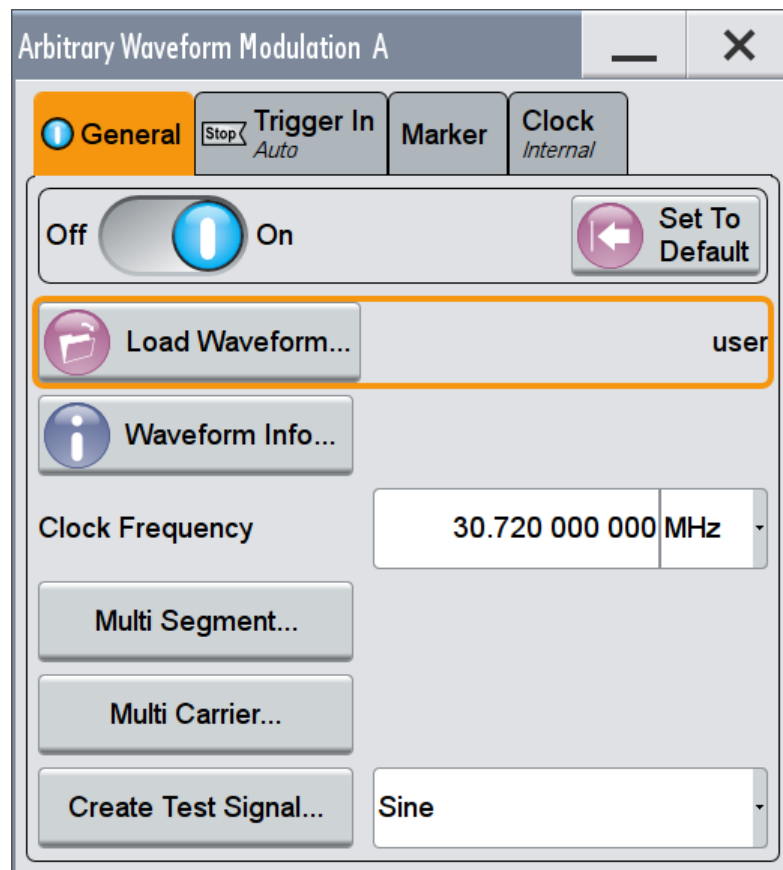 Arbitrary Waveform Modulation A
General
Stop
Trigger In
Auto
Marker
Clock
Internal
Off
On
Set To
Default
Load Waveform...
user
Waveform Info...
Clock Frequency
30.720 000 000 MHz
Multi Segment...
Multi Carrier...
Create Test Signal...
Sine